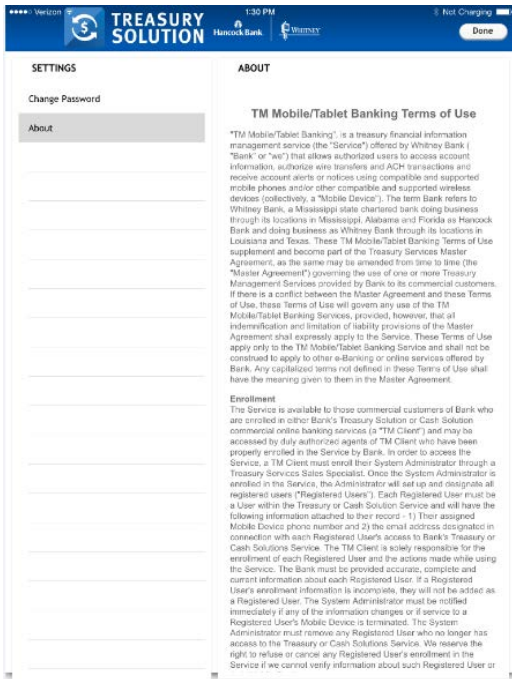 Verizon
1:30 PM
Not Charging
TREASURY
SOLUTION
Hancock Bank
WHITNEY
Done
SETTINGS
ABOUT
Change Password
About
TM Mobile/Tablet Banking Terms of Use
"TM Mobile/Tablet Banking", is a treasury financial information
management service (the "Service") offered by Whitney Bank (
"Bank" or "we") that allows authorized users to access account
information, authorize wire transfers and ACH transactions and
receive account alerts or notices using compatible and supported
mobile phones and/or other compatible and supported wireless
devices (collectively, a "Mobile Device"). The term Bank refers to
Whitney Bank, a Mississippi state chartered bank doing business
through its locations in Mississippi, Alabama and Florida as Hancock
Bank and doing business as Whitney Bank through its locations in
Louisiana and Texas. These TM Mobile/Tablet Banking Terms of Use
supplement and become part of the Treasury Services Master
Agreement, as the same may be amended from time to time (the
"Master Agreement") governing the use of one or more Treasury
Management Services provided by Bank to its commercial customers.
If there is a conflict between the Master Agreement and these Terms
of Use, these Terms of Use will govern any use of the TM
Mobile/Tablet Banking Services, provided, however, that all
indemnification and limitation of liability provisions of the Master
Agreement shall expressly apply to the Service. These Terms of Use
apply only to the TM Mobile/Tablet Banking Service and shall not be
construed to apply to other e-Banking or online services offered by
Bank. Any capitalized terms not defined in these Terms of Use shall
have the meaning given to them in the Master Agreement.
Enrollment
The Service is available to those commercial customers of Bank who
are enrolled in either Bank's Treasury Solution or Cash Solution
commercial online banking services (a "TM Client") and may be
accessed by duly authorized agents of TM Client who have been
properly enrolled in the Service by Bank. In order to access the
Service, a TM Client must enroll their System Administrator through a
Treasury Services Sales Specialist. Once the System Administrator is
enrolled in the Service, the Administrator will set up and designate all
registered users ("Registered Users"). Each Registered User must be
a User within the Treasury or Cash Solution Service and will have the
following information attached to their record - 1) Their assigned
Mobile Device phone number and 2) the email address designated in
connection with each Registered User's access to Bank's Treasury or
Cash Solutions Service. The TM Client is solely responsible for the
enrollment of each Registered User and the actions made while using
the Service. The Bank must be provided accurate, complete and
current information about each Registered User. If a Registered
User's enrollment information is incomplete, they will not be added as
a Registered User. The System Administrator must be notified
immediately if any of the information changes or if service to a
Registered User's Mobile Device is terminated. The System
Administrator must remove any Registered User who no longer has
access to the Treasury or Cash Solutions Service. We reserve the
right to refuse or cancel any Registered User's enrollment in the
Service if we cannot verify information about such Registered User or